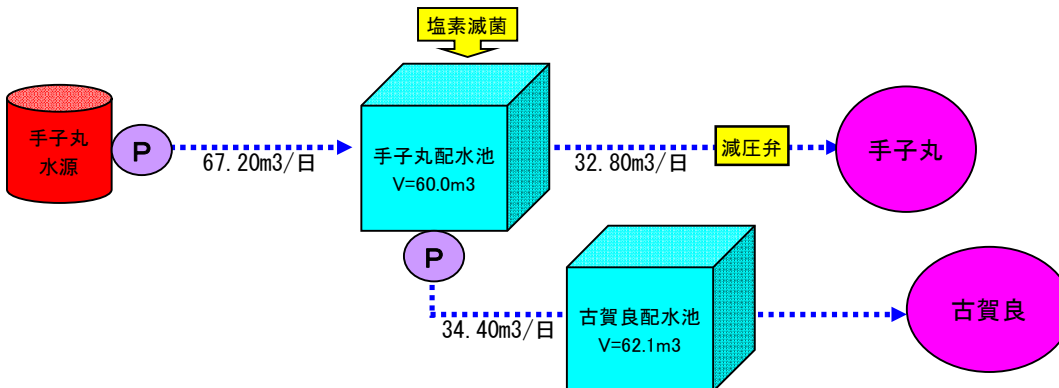 塩素滅菌
手子丸
水源
P
67.20m3/日
手子丸配水池
V=60.0m3
32.80m3/日
減圧弁
手子丸
P
34.40m3/日
古賀良配水池
V=62.1m3
古賀良